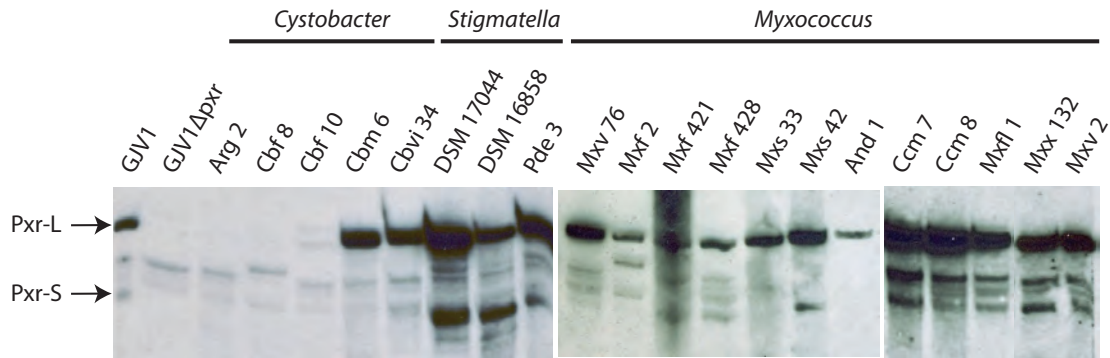 Cystobacter Stigmatella Myxococcus
GJV1 GJV1Δpxr Arg 2 Cbf 8 Cbf 10 Cbm 6 Cbvi 34 DSM 17044 DSM 16858 Pde 3 Mxv 76 Mxf 2 Mxf 421 Mxf 428 Mxs 33 Mxs 42 And 1 Ccm 7 Ccm 8 Mxfl 1 Mxx 132 Mxv 2
Pxr-L
Pxr-S